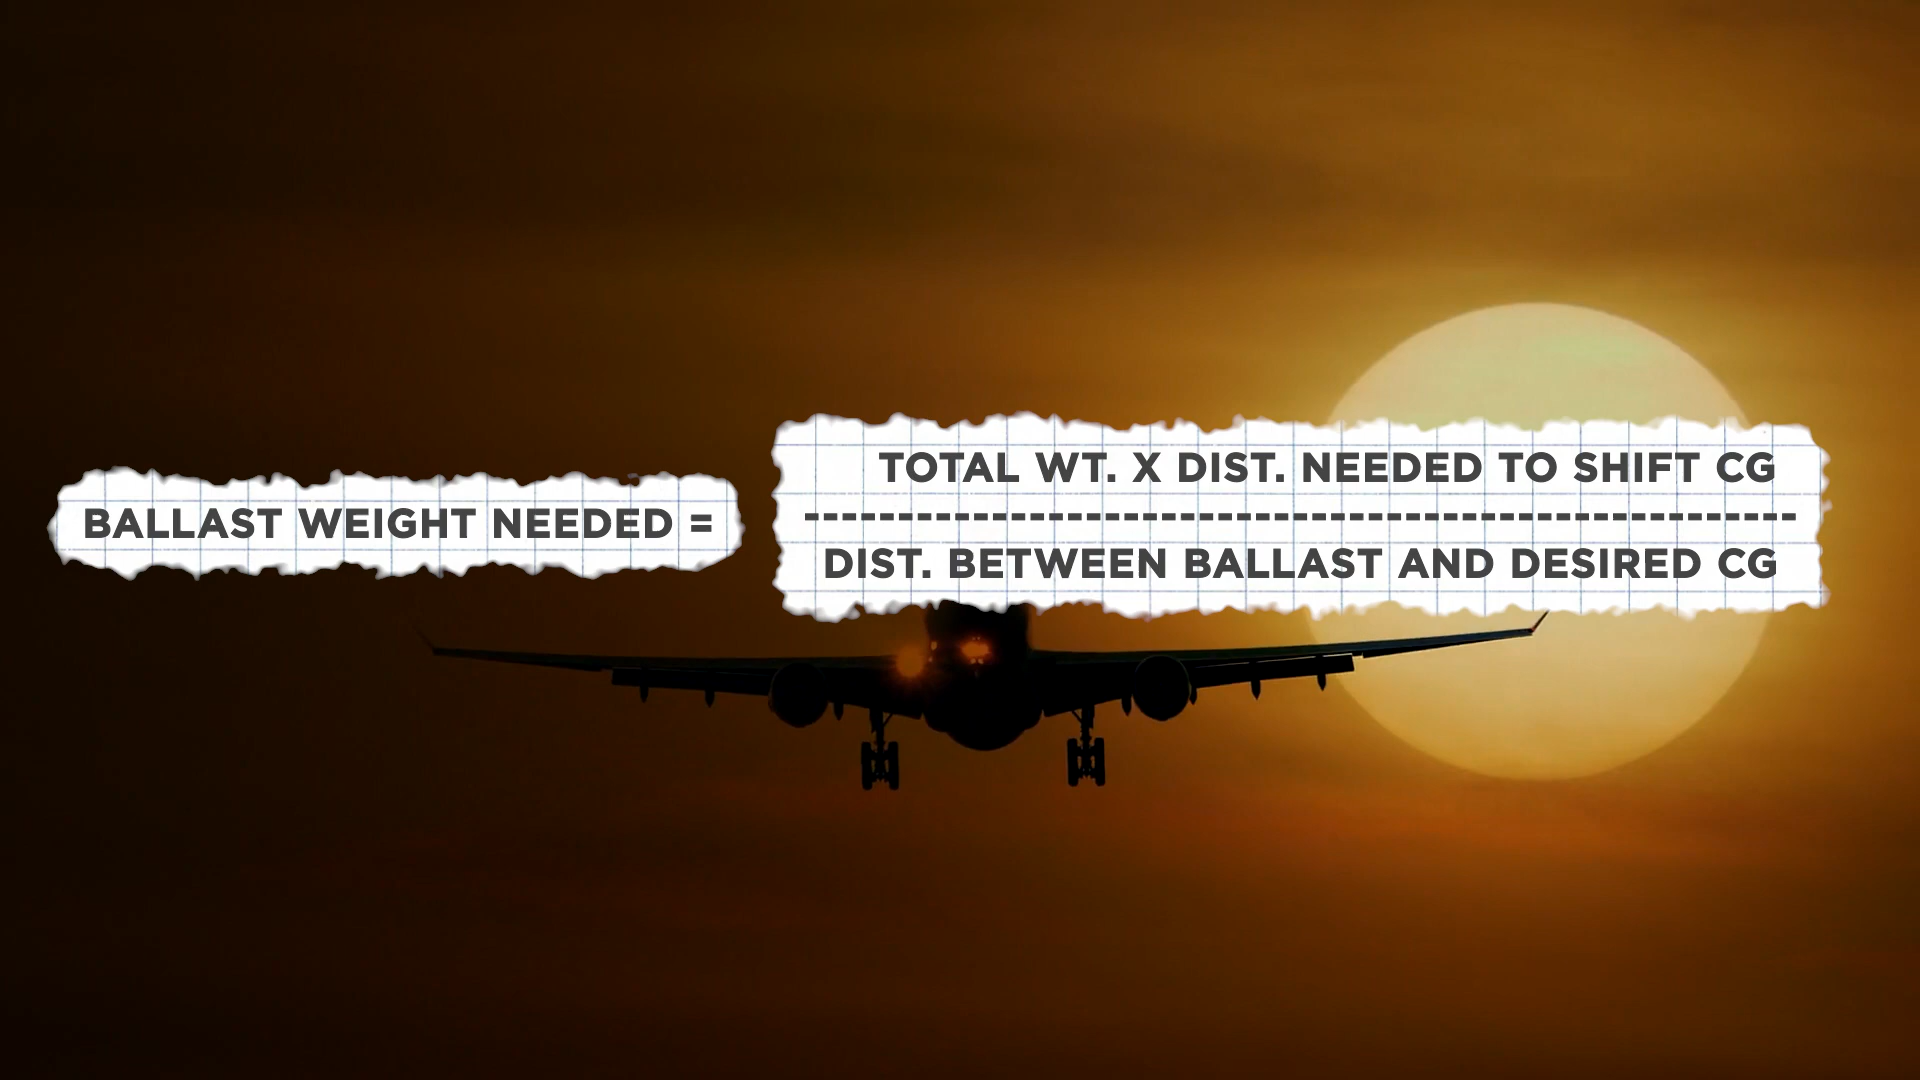 BALLAST WEIGHT NEEDED =
TOTAL WT. X DIST. NEEDED TO SHIFT CG
----------------------------------------------------
DIST. BETWEEN BALLAST AND DESIRED CG